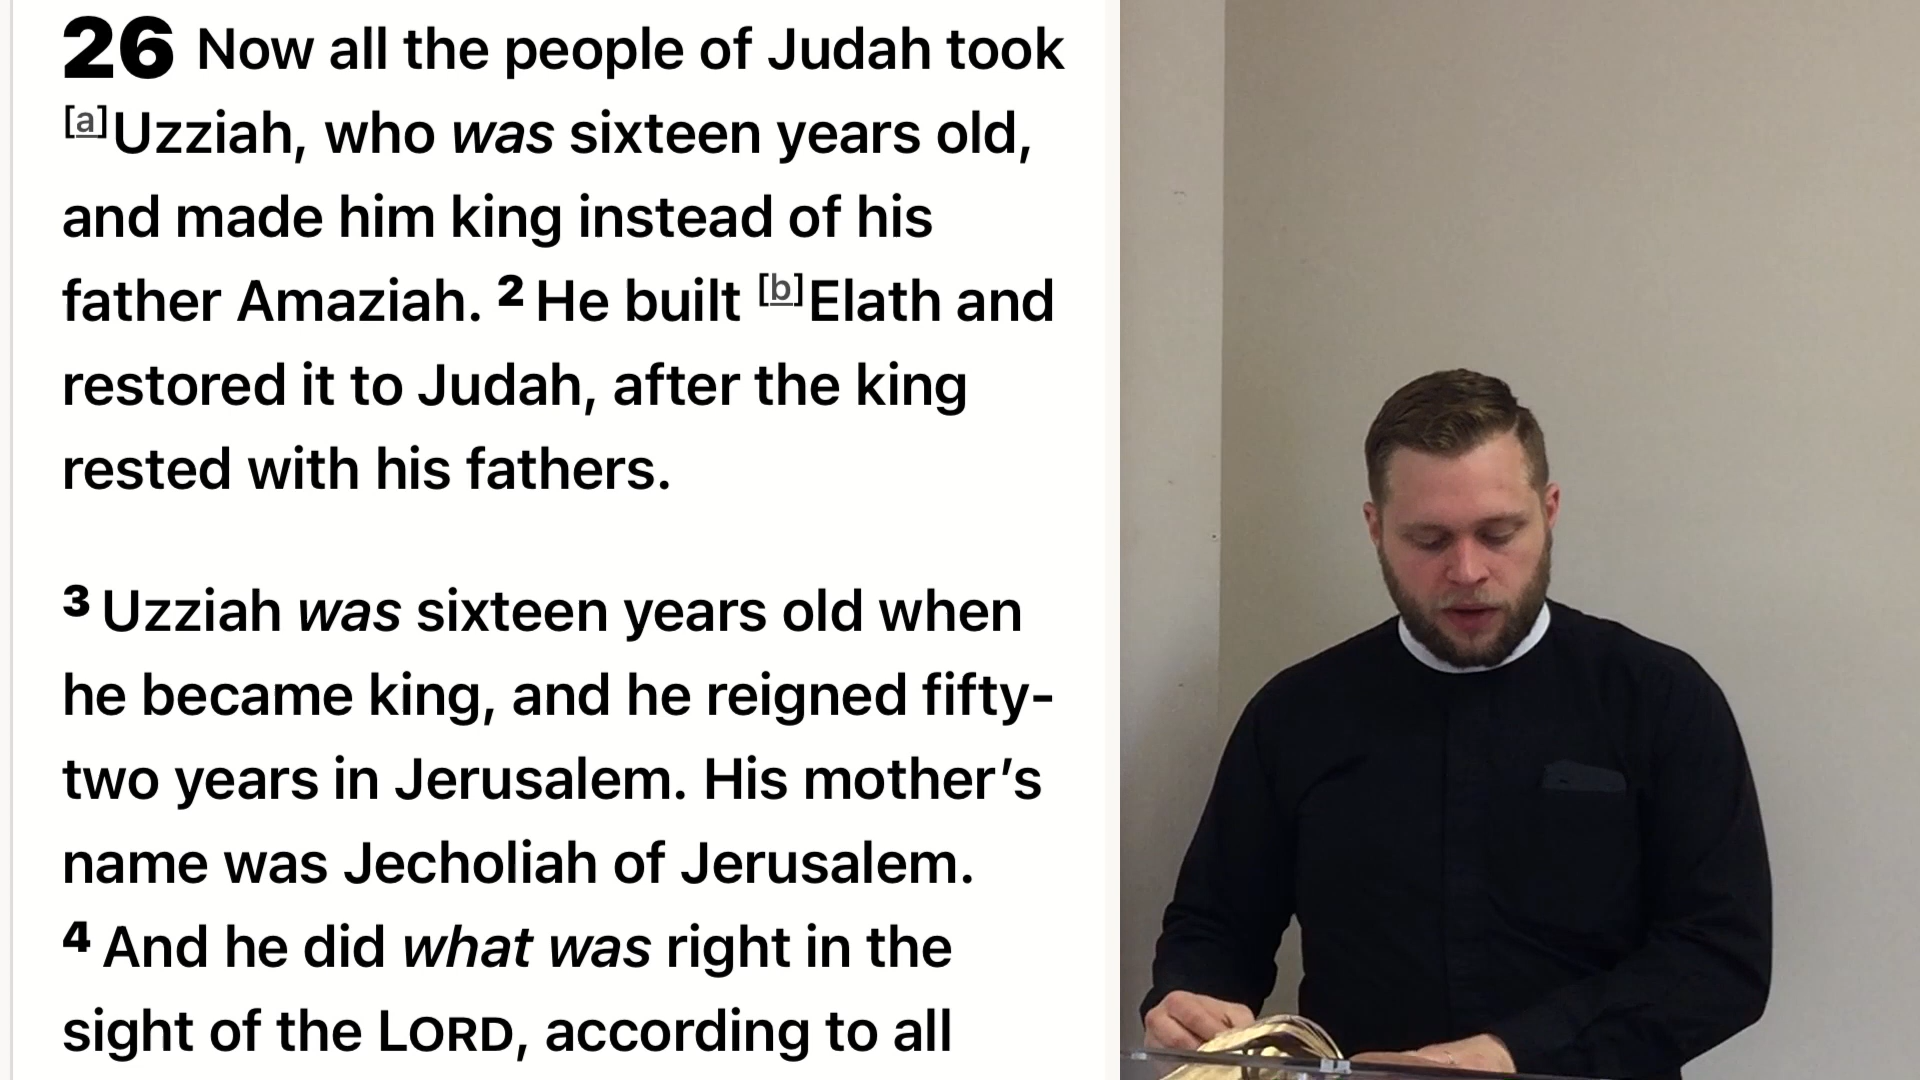 26 Now all the people of Judah took
[a]Uzziah, who was sixteen years old,
and made him king instead of his
father Amaziah. 2 He built [b]Elath and
restored it to Judah, after the king
rested with his fathers.
3 Uzziah was sixteen years old when
he became king, and he reigned fifty-
two years in Jerusalem. His mother’s
name was Jecholiah of Jerusalem.
4 And he did what was right in the
sight of the LORD, according to all